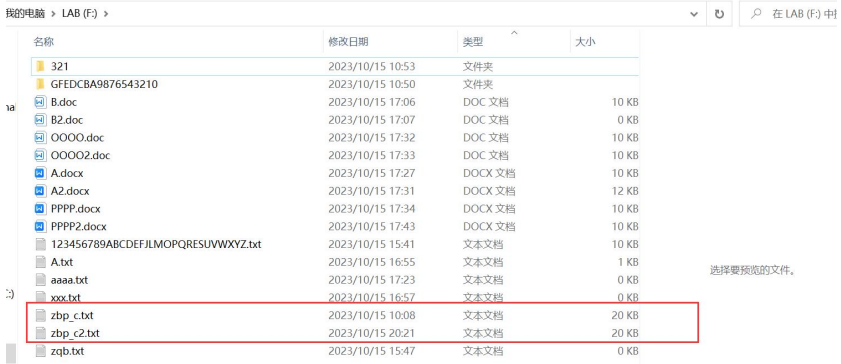 我的电脑 > LAB (F:) >
在 LAB (F:) 中
名称 修改日期 类型 大小
321 2023/10/15 10:53 文件夹
GFEDCBA9876543210 2023/10/15 10:50 文件夹
B.doc 2023/10/15 17:06 DOC 文档 10 KB
B2.doc 2023/10/15 17:07 DOC 文档 0 KB
OOOO.doc 2023/10/15 17:32 DOC 文档 10 KB
OOOO2.doc 2023/10/15 17:33 DOC 文档 10 KB
A.docx 2023/10/15 17:27 DOCX 文档 10 KB
A2.docx 2023/10/15 17:31 DOCX 文档 12 KB
PPPP.docx 2023/10/15 17:34 DOCX 文档 10 KB
PPPP2.docx 2023/10/15 17:43 DOCX 文档 10 KB
123456789ABCDEFJLMOPQRESUVWXYZ.txt 2023/10/15 15:41 文本文档 10 KB
A.txt 2023/10/15 16:55 文本文档 1 KB
aaaa.txt 2023/10/15 17:23 文本文档 0 KB
xxx.txt 2023/10/15 16:57 文本文档 0 KB
zbp_c.txt 2023/10/15 10:08 文本文档 20 KB
zbp_c2.txt 2023/10/15 20:21 文本文档 20 KB
zqb.txt 2023/10/15 15:47 文本文档 0 KB
选择要预览的文件。